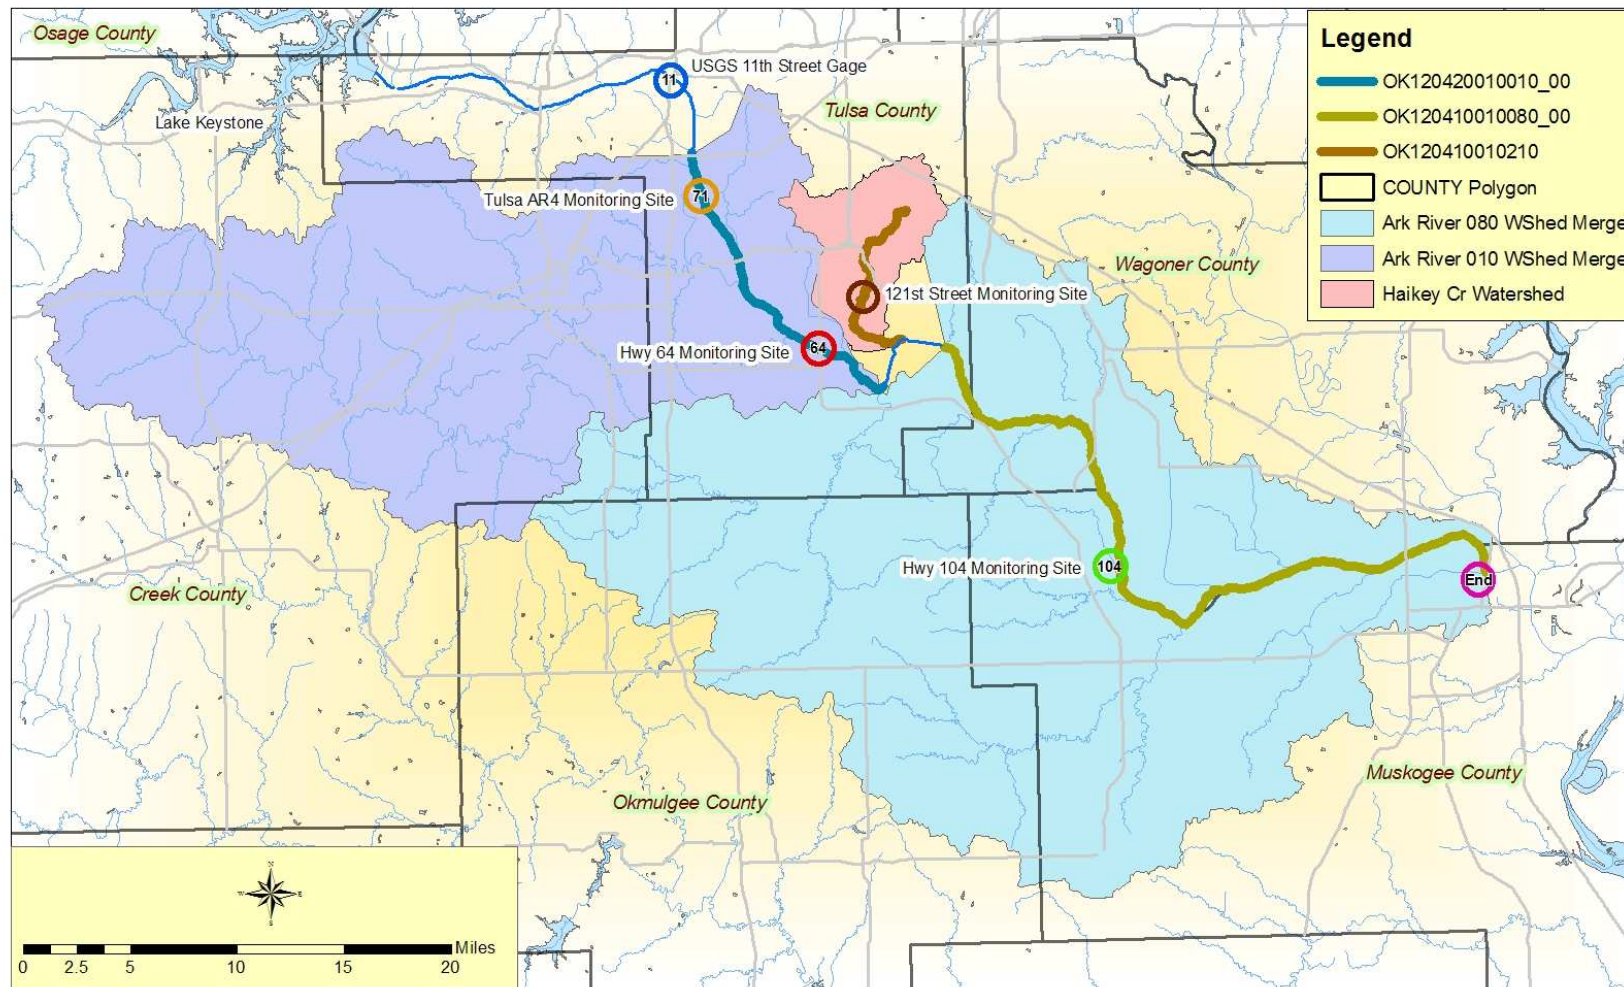 Osage County
11
USGS 11th Street Gage
Tulsa County
Lake Keystone
Tulsa AR4 Monitoring Site
71
Wagoner County
121st Street Monitoring Site
Hwy 64 Monitoring Site
64
Hwy 104 Monitoring Site
104
End
Creek County
Okmulgee County
Muskogee County
Legend
OK120420010010_00
OK120410010080_00
OK120410010210
COUNTY Polygon
Ark River 080 WShed Merge
Ark River 010 WShed Merge
Haikey Cr Watershed
N
W E
S
Miles
0 2.5 5 10 15 20